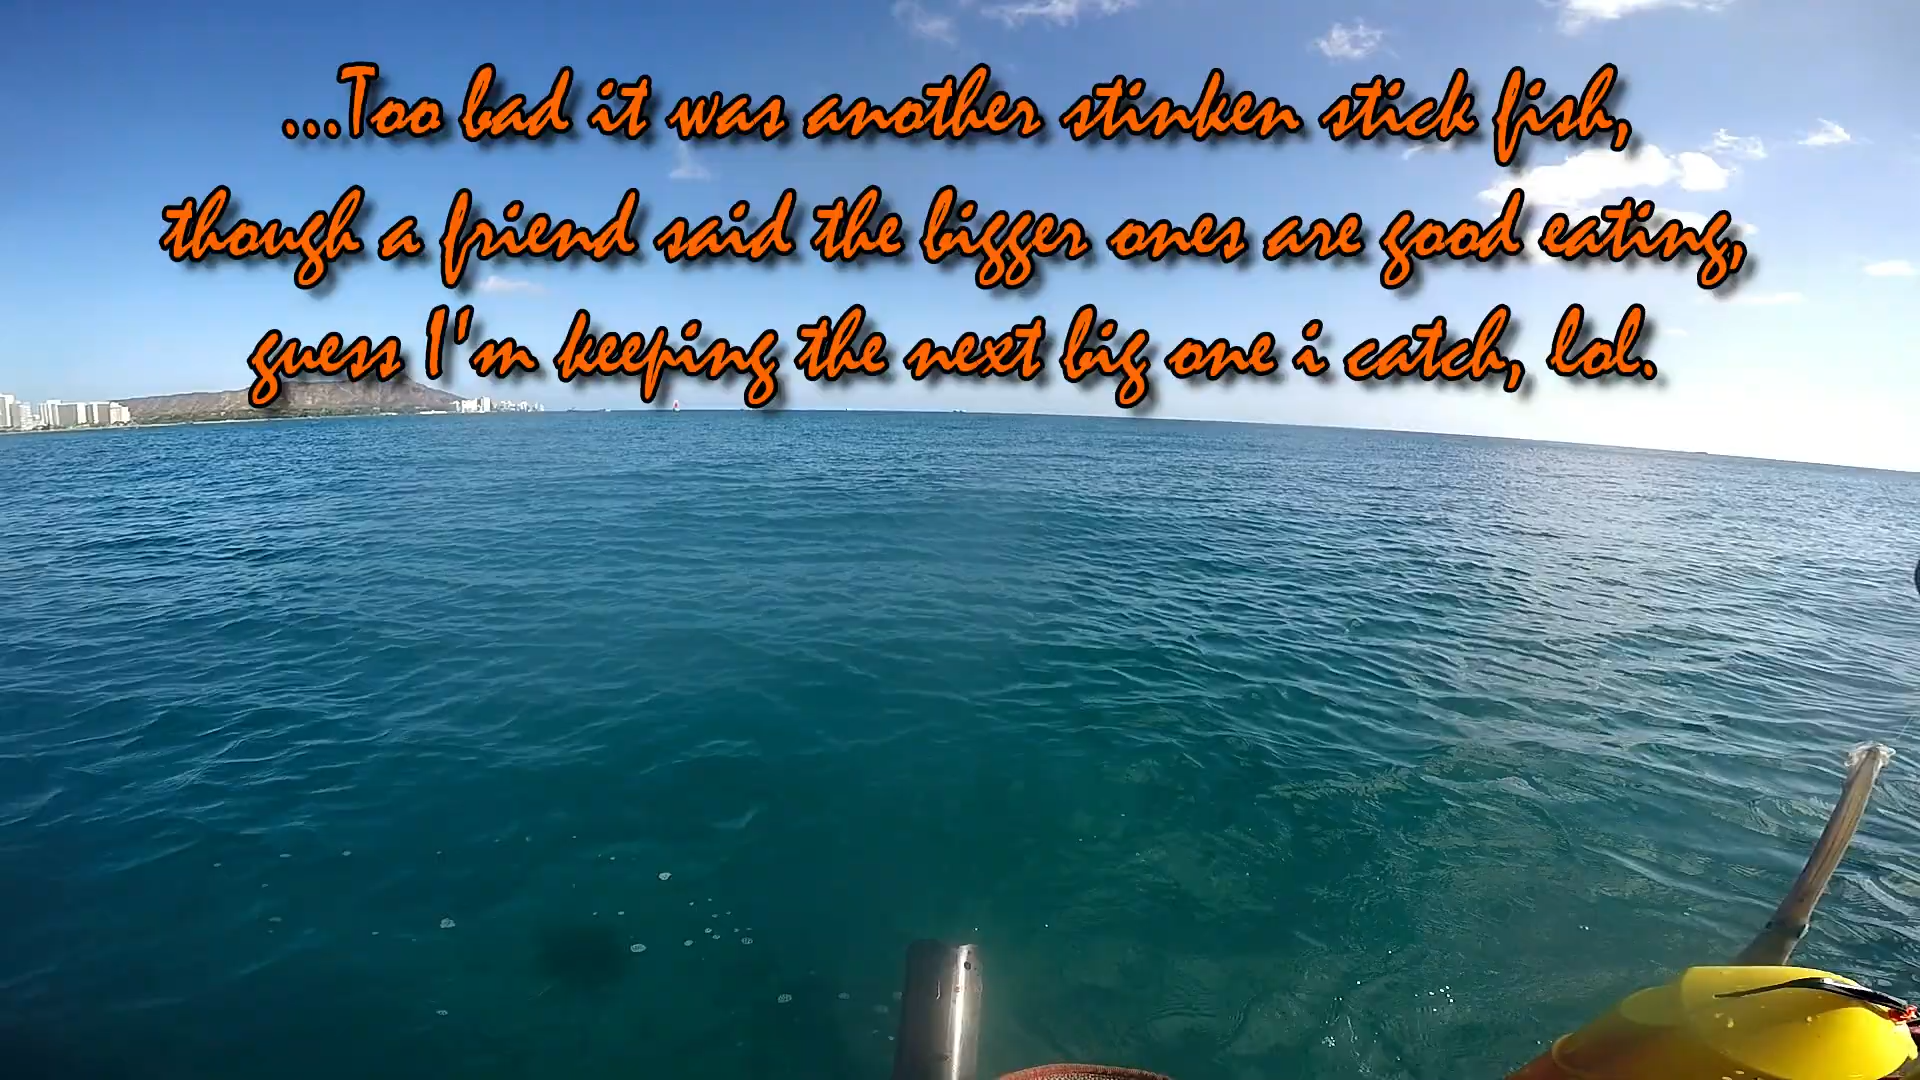 ...Too bad it was another stinken stick fish,
though a friend said the bigger ones are good eating,
guess I'm keeping the next big one i catch, lol.